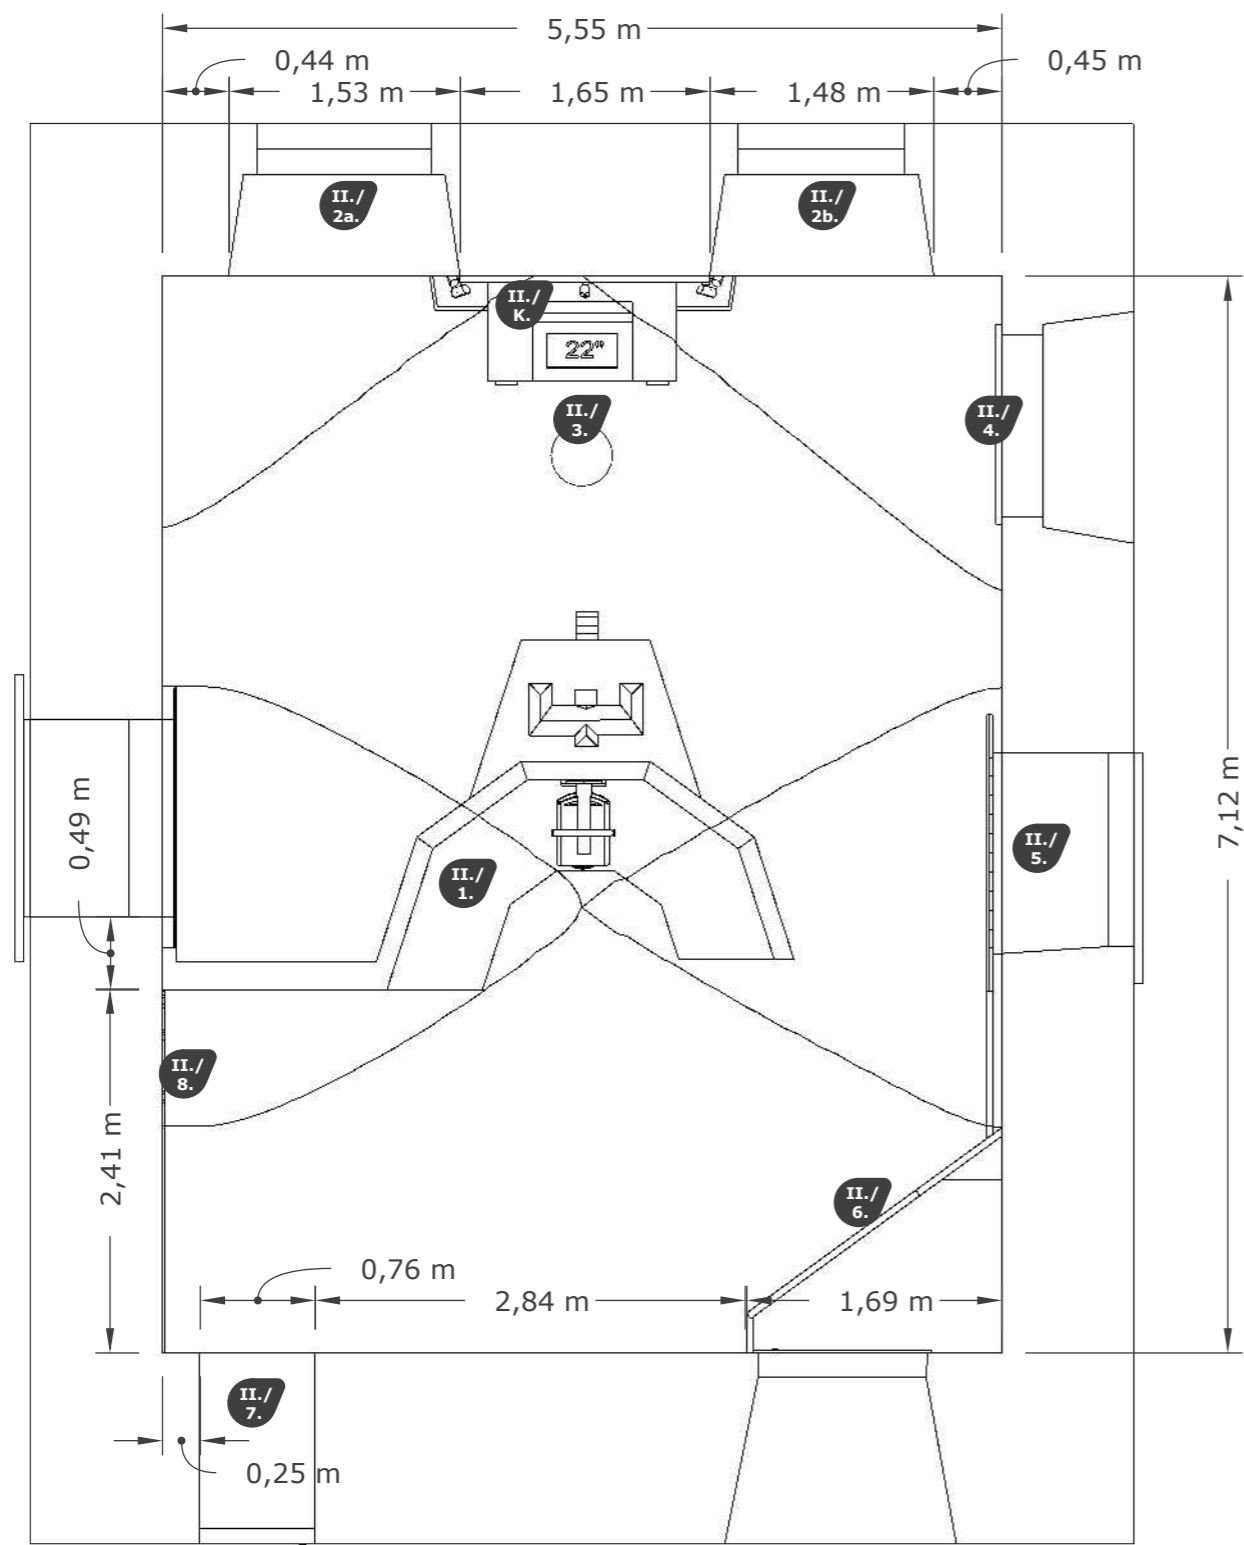 5,55 m
0,44 m
0,45 m
1,53 m
1,65 m
1,48 m
II./
2a.
II./
2b.
II./
K.
22"
II./
3.
II./
4.
7,12 m
0,49 m
II./
5.
II./
1.
II./
8.
2,41 m
II./
6.
0,76 m
2,84 m
1,69 m
II./
7.
0,25 m